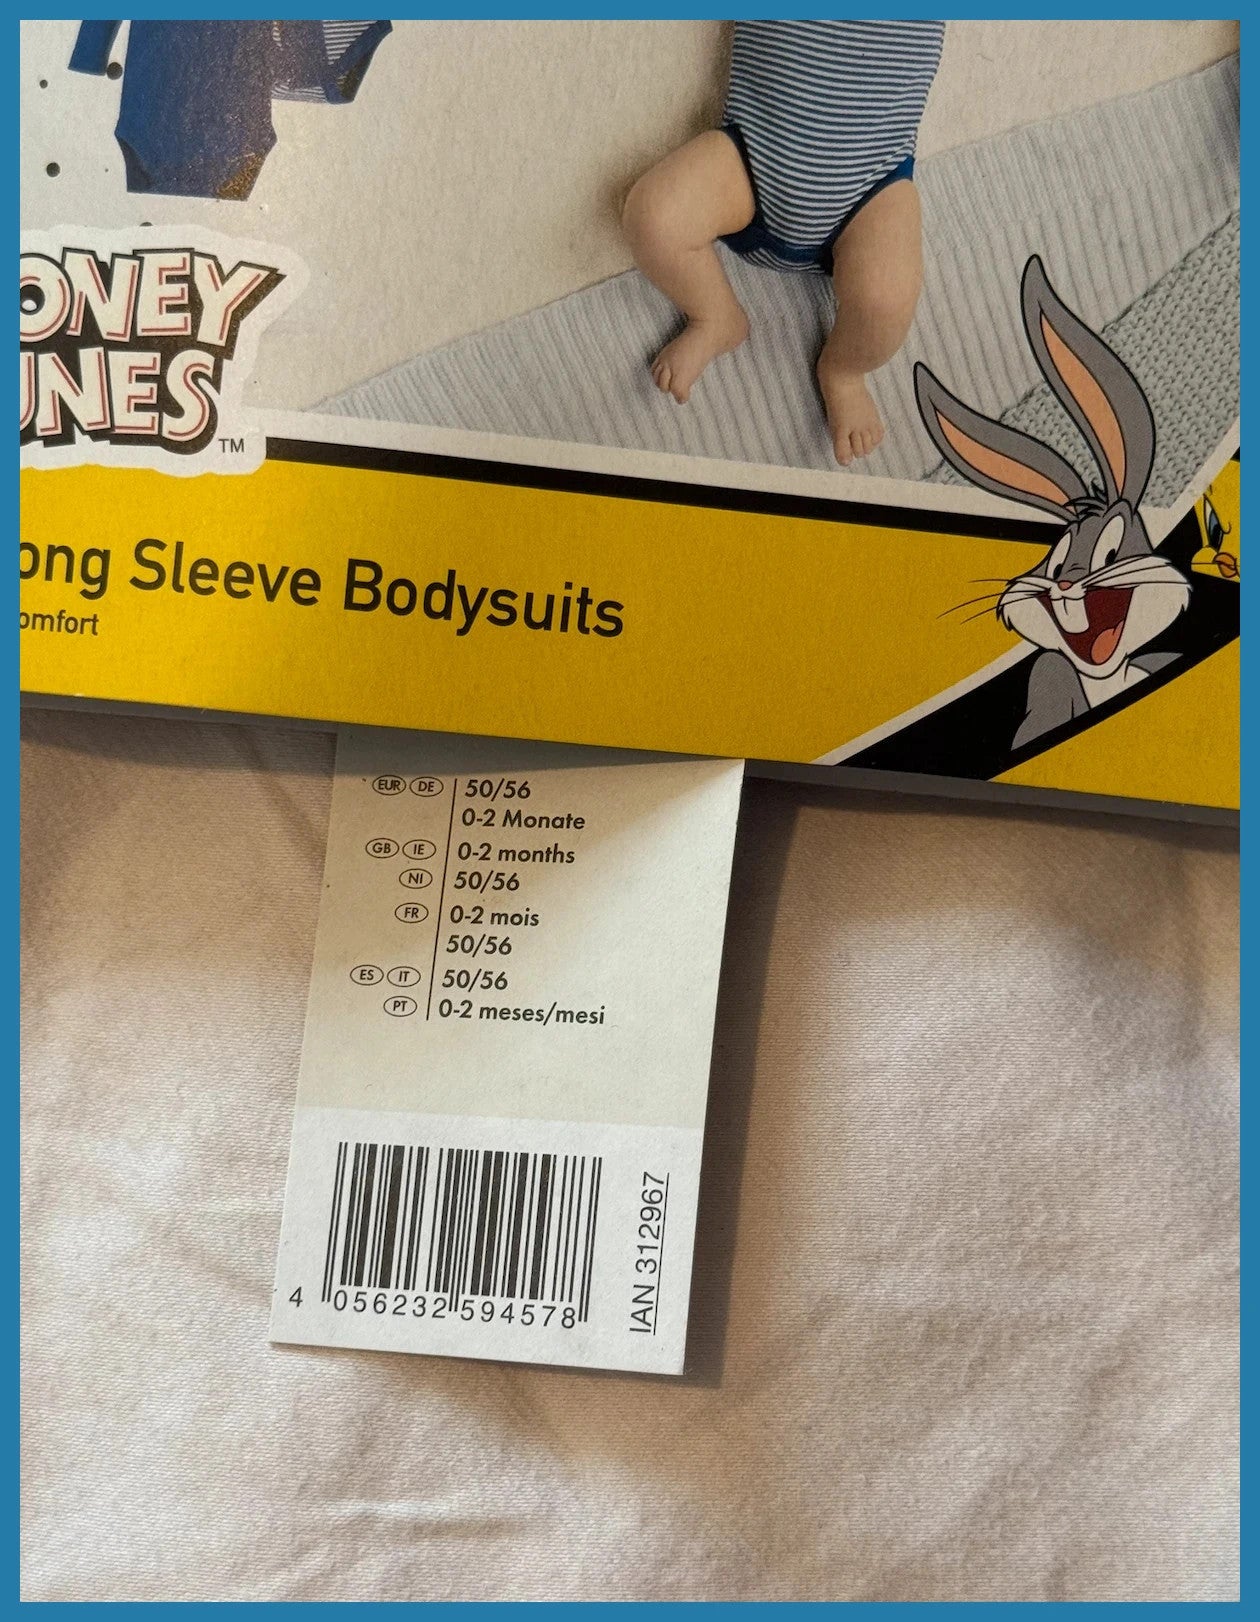 ONEY
UNES
TM
ong Sleeve Bodysuits
omfort
EUR DE 50/56
0-2 Monate
GB IE 0-2 months
NI 50/56
FR 0-2 mois
50/56
ES IT 50/56
PT 0-2 meses/mesi
4 056232 594578
IAN 312967